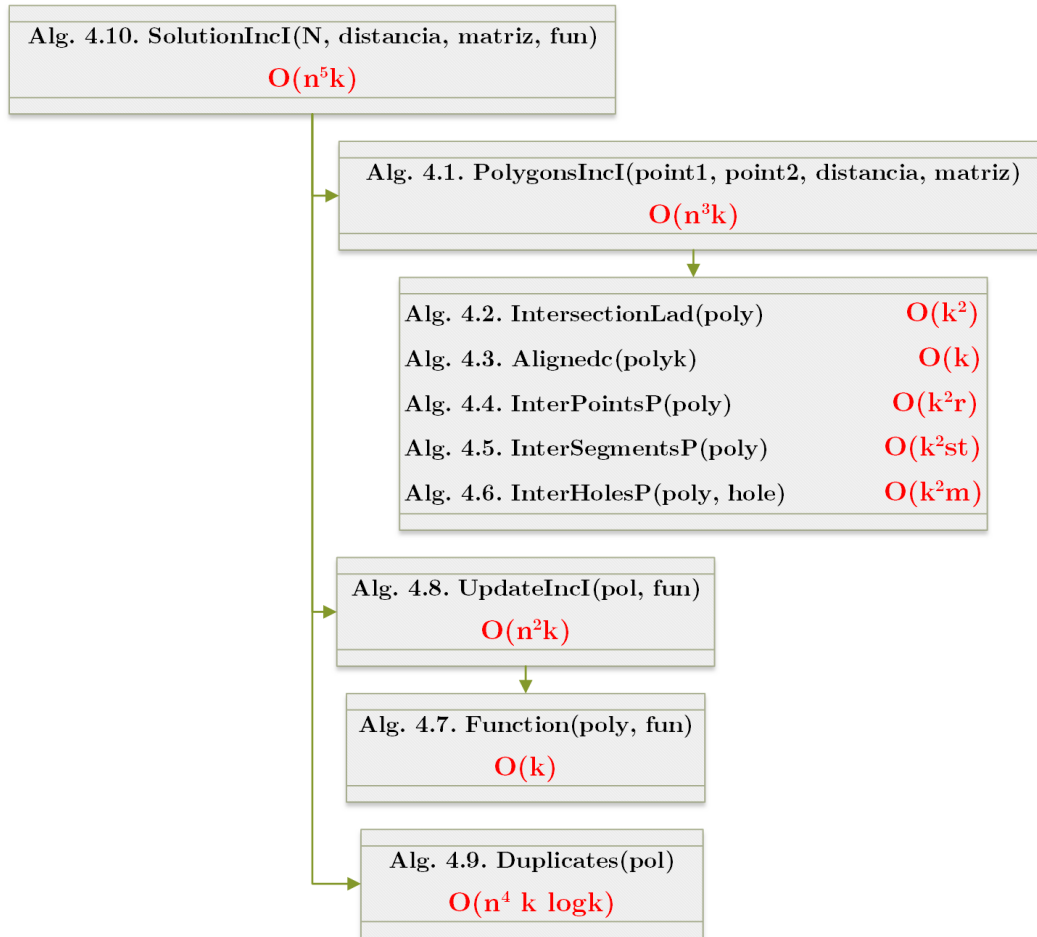 Alg. 4.10. SolutionIncI(N, distancia, matriz, fun)
O(n⁵k)
Alg. 4.1. PolygonsIncI(point1, point2, distancia, matriz)
O(n³k)
Alg. 4.2. IntersectionLad(poly) O(k²)
Alg. 4.3. Alignedc(polyk) O(k)
Alg. 4.4. InterPointsP(poly) O(k²r)
Alg. 4.5. InterSegmentsP(poly) O(k²st)
Alg. 4.6. InterHolesP(poly, hole) O(k²m)
Alg. 4.8. UpdateIncI(pol, fun)
O(n²k)
Alg. 4.7. Function(poly, fun)
O(k)
Alg. 4.9. Duplicates(pol)
O(n⁴ k logk)